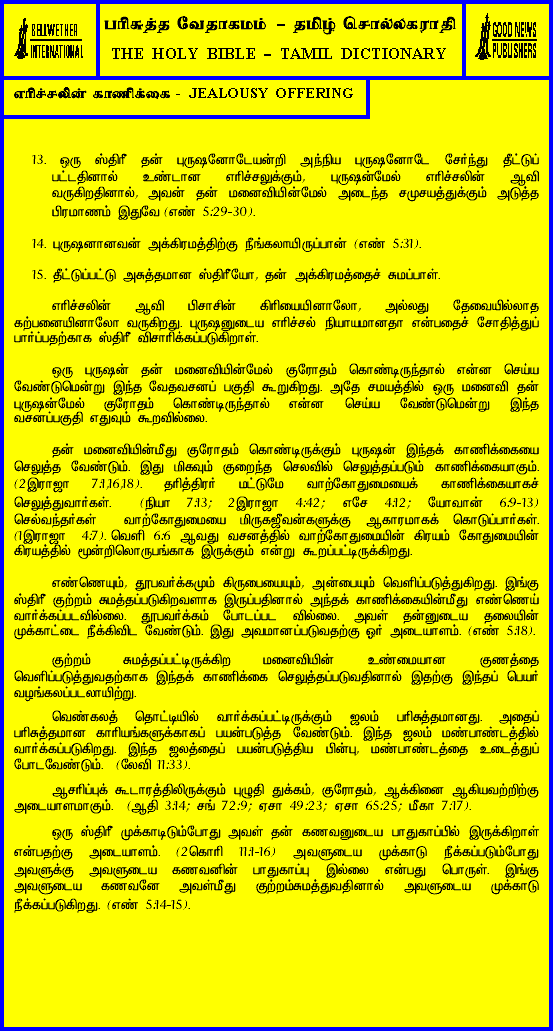 BELLWETHER
INTERNATIONAL
பரிசுத்த வேதாகமம் – தமிழ் சொல்லகராதி
THE HOLY BIBLE – TAMIL DICTIONARY
GOOD NEWS
PUBLISHERS
எரிச்சலின் காணிக்கை - JEALOUSY OFFERING
13. ஒரு ஸ்திரீ தன் புருஷனோடேயன்றி அந்நிய புருஷனோடே சேர்ந்து தீட்டுப்
பட்டதினால் உண்டான எரிச்சலுக்கும், புருஷன்மேல் எரிச்சலின் ஆவி
வருகிறதினால், அவன் தன் மனைவியின்மேல் அடைந்த சமுசயத்துக்கும் அடுத்த
பிரமாணம் இதுவே (எண் 5:29-30).
14. புருஷனானவன் அக்கிரமத்திற்கு நீங்கலாயிருப்பான் (எண் 5:31).
15. தீட்டுப்பட்டு அசுத்தமான ஸ்திரீயோ, தன் அக்கிரமத்தைச் சுமப்பாள்.
எரிச்சலின் ஆவி பிசாசின் கிரியையினாலோ, அல்லது தேவையில்லாத
கற்பனையினாலோ வருகிறது. புருஷனுடைய எரிச்சல் நியாயமானதா என்பதைச் சோதித்துப்
பார்ப்பதற்காக ஸ்திரீ விசாரிக்கப்படுகிறாள்.
ஒரு புருஷன் தன் மனைவியின்மேல் குரோதம் கொண்டிருந்தால் என்ன செய்ய
வேண்டுமென்று இந்த வேதவசனப் பகுதி கூறுகிறது. அதே சமயத்தில் ஒரு மனைவி தன்
புருஷன்மேல் குரோதம் கொண்டிருந்தால் என்ன செய்ய வேண்டுமென்று இந்த
வசனப்பகுதி எதுவும் கூறவில்லை.
தன் மனைவியின்மீது குரோதம் கொண்டிருக்கும் புருஷன் இந்தக் காணிக்கையை
செலுத்த வேண்டும். இது மிகவும் குறைந்த செலவில் செலுத்தப்படும் காணிக்கையாகும்.
(2இராஜா 7:1,16,18). தரித்திரர் மட்டுமே வாற்கோதுமையைக் காணிக்கையாகச்
செலுத்துவார்கள். (நியா 7:13; 2இராஜா 4:42; எசே 4:12; யோவான் 6:9-13)
செல்வந்தர்கள் வாற்கோதுமையை மிருகஜீவன்களுக்கு ஆகாரமாகக் கொடுப்பார்கள்.
(1இராஜா 4:7). வெளி 6:6 ஆவது வசனத்தில் வாற்கோதுமையின் கிரயம் கோதுமையின்
கிரயத்தில் மூன்றிலொருபங்காக இருக்கும் என்று கூறப்பட்டிருக்கிறது.
எண்ணெயும், தூபவர்க்கமும் கிருபையையும், அன்பையும் வெளிப்படுத்துகிறது. இங்கு
ஸ்திரீ குற்றம் சுமத்தப்படுகிறவளாக இருப்பதினால் அந்தக் காணிக்கையின்மீது எண்ணெய்
வார்க்கப்படவில்லை. தூபவர்க்கம் போடப்பட வில்லை. அவள் தன்னுடைய தலையின்
முக்காட்டை நீக்கிவிட வேண்டும். இது அவமானப்படுவதற்கு ஓர் அடையாளம். (எண் 5:18).
குற்றம் சுமத்தப்பட்டிருக்கிற மனைவியின் உண்மையான குணத்தை
வெளிப்படுத்துவதற்காக இந்தக் காணிக்கை செலுத்தப்படுவதினால் இதற்கு இந்தப் பெயர்
வழங்கலப்படலாயிற்று.
வெண்கலத் தொட்டியில் வார்க்கப்பட்டிருக்கும் ஜலம் பரிசுத்தமானது. அதைப்
பரிசுத்தமான காரியங்களுக்காகப் பயன்படுத்த வேண்டும். இந்த ஜலம் மண்பாண்டத்தில்
வார்க்கப்படுகிறது. இந்த ஜலத்தைப் பயன்படுத்திய பின்பு, மண்பாண்டத்தை உடைத்துப்
போடவேண்டும். (லேவி 11:33).
ஆசரிப்புக் கூடாரத்திலிருக்கும் புழுதி துக்கம், குரோதம், ஆக்கினை ஆகியவற்றிற்கு
அடையாளமாகும். (ஆதி 3:14; சங் 72:9; ஏசா 49:23; ஏசா 65:25; மீகா 7:17).
ஒரு ஸ்திரீ முக்காடிடும்போது அவள் தன் கணவனுடைய பாதுகாப்பில் இருக்கிறாள்
என்பதற்கு அடையாளம். (2கொரி 11:1-16) அவளுடைய முக்காடு நீக்கப்படும்போது
அவளுக்கு அவளுடைய கணவனின் பாதுகாப்பு இல்லை என்பது பொருள். இங்கு
அவளுடைய கணவனே அவள்மீது குற்றம்சுமத்துவதினால் அவளுடைய முக்காடு
நீக்கப்படுகிறது. (எண் 5:14-15).